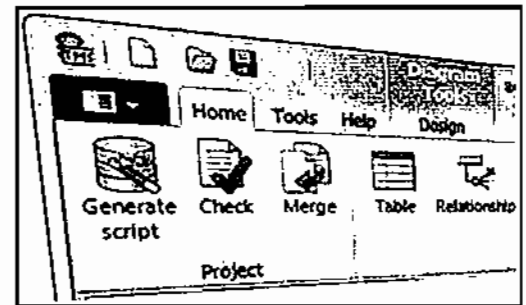 Diagram
Tools
Home Tools Help Design
Generate script Check Merge Table Relationship
Project